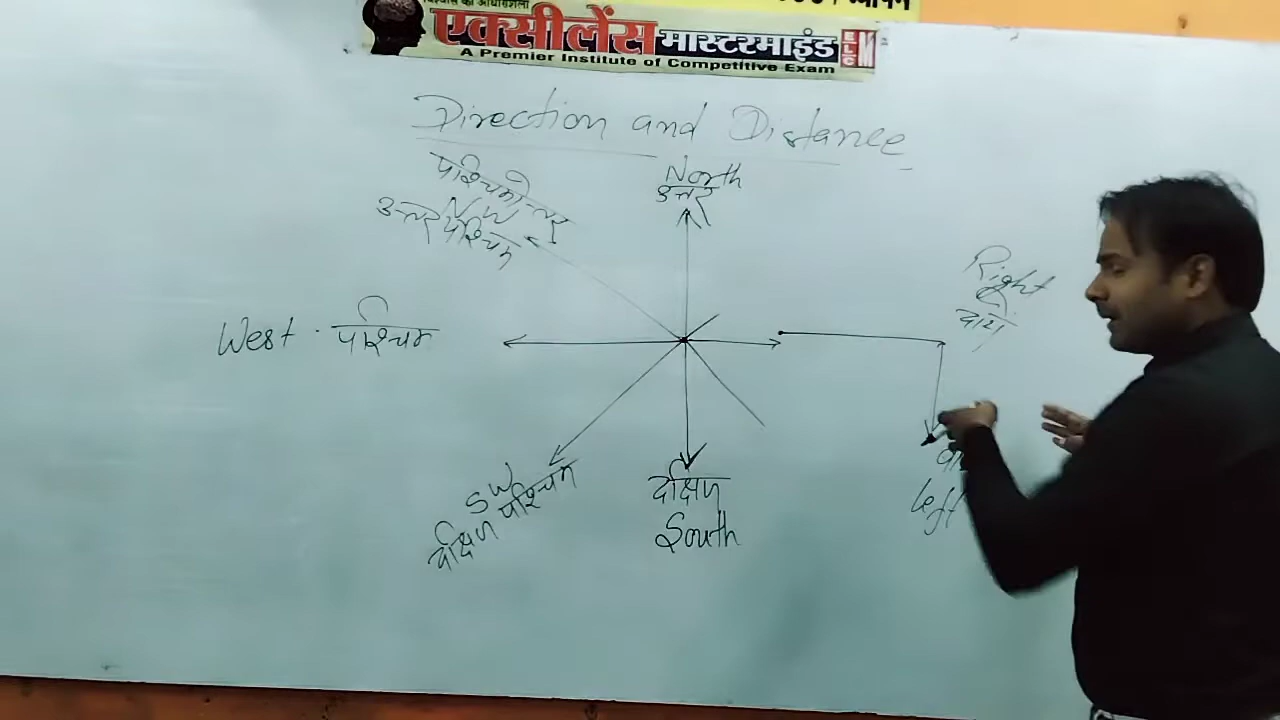 एक्सीलेंस मास्टरमाइंड
A Premier Institute of Competitive Exam
Direction and Distance
North
उत्तर
पश्चिमोत्तर
NW
उत्तर पश्चिम
Right
दायां
West पश्चिम
SW
दक्षिण पश्चिम
दक्षिण
South
left